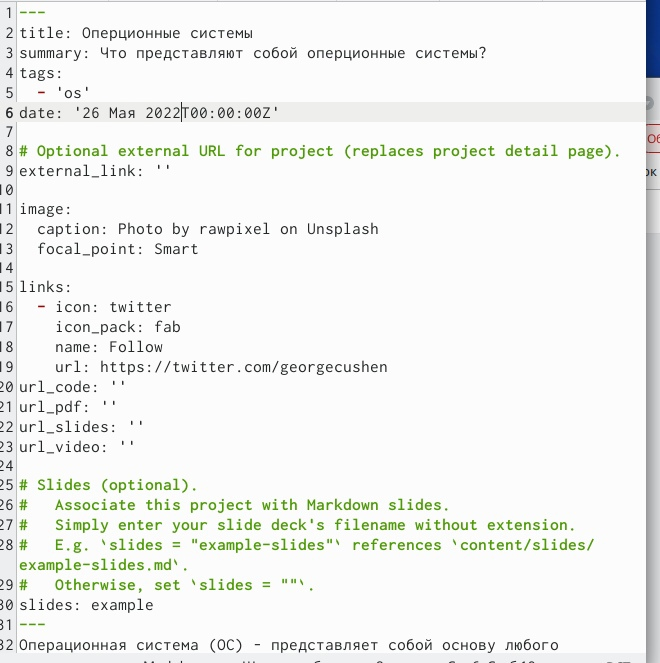 1 ---
2 title: Оперционные системы
3 summary: Что представляют собой оперционные системы?
4 tags:
5   - 'os'
6 date: '26 Мая 2022T00:00:00Z'
7
8 # Optional external URL for project (replaces project detail page).
9 external_link: ''
10
11 image:
12   caption: Photo by rawpixel on Unsplash
13   focal_point: Smart
14
15 links:
16   - icon: twitter
17     icon_pack: fab
18     name: Follow
19     url: https://twitter.com/georgecushen
20 url_code: ''
21 url_pdf: ''
22 url_slides: ''
23 url_video: ''
24
25 # Slides (optional).
26 #   Associate this project with Markdown slides.
27 #   Simply enter your slide deck's filename without extension.
28 #   E.g. `slides = "example-slides"` references `content/slides/
example-slides.md`.
29 #   Otherwise, set `slides = ""`.
30 slides: example
31 ---
32 Операционная система (ОС) - представляет собой основу любого